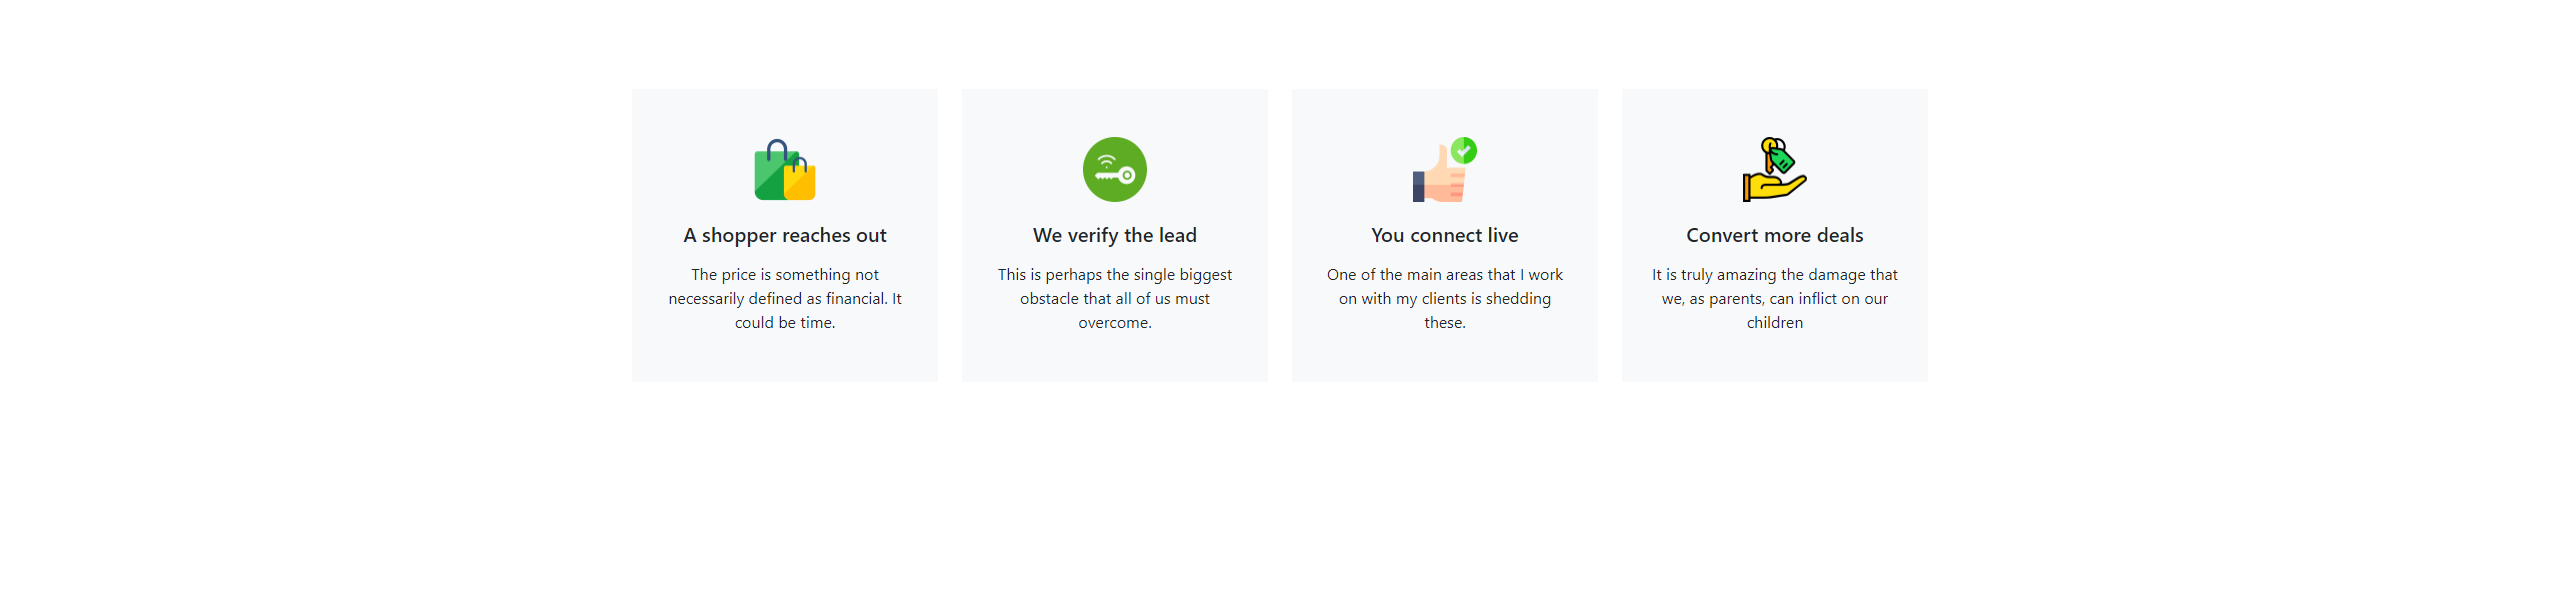 A shopper reaches out
The price is something not
necessarily defined as financial. It
could be time.
We verify the lead
This is perhaps the single biggest
obstacle that all of us must
overcome.
You connect live
One of the main areas that I work
on with my clients is shedding
these.
Convert more deals
It is truly amazing the damage that
we, as parents, can inflict on our
children